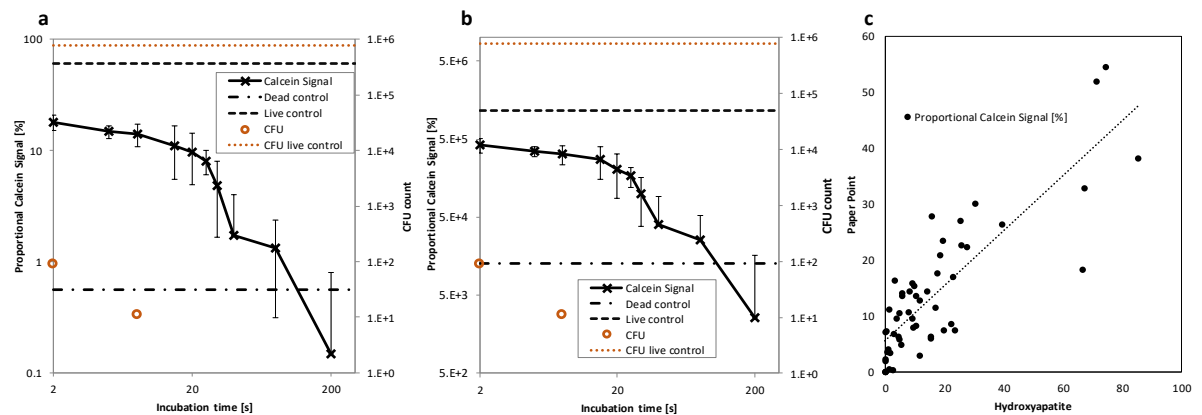 a
Proportional Calcein Signal [%]
100
10
1
0.1
1.E+6
1.E+5
1.E+4
1.E+3
1.E+2
1.E+1
1.E+0
CFU count
Calcein Signal
Dead control
Live control
CFU
CFU live control
2
20
200
Incubation time [s]
b
Proportional Calcein Signal [%]
5.E+6
5.E+5
5.E+4
5.E+3
5.E+2
1.E+6
1.E+5
1.E+4
1.E+3
1.E+2
1.E+1
1.E+0
CFU count
Calcein Signal
Dead control
Live control
CFU
CFU live control
2
20
200
Incubation time [s]
c
Paper Point
60
50
40
30
20
10
0
Proportional Calcein Signal [%]
0
20
40
60
80
100
Hydroxyapatite